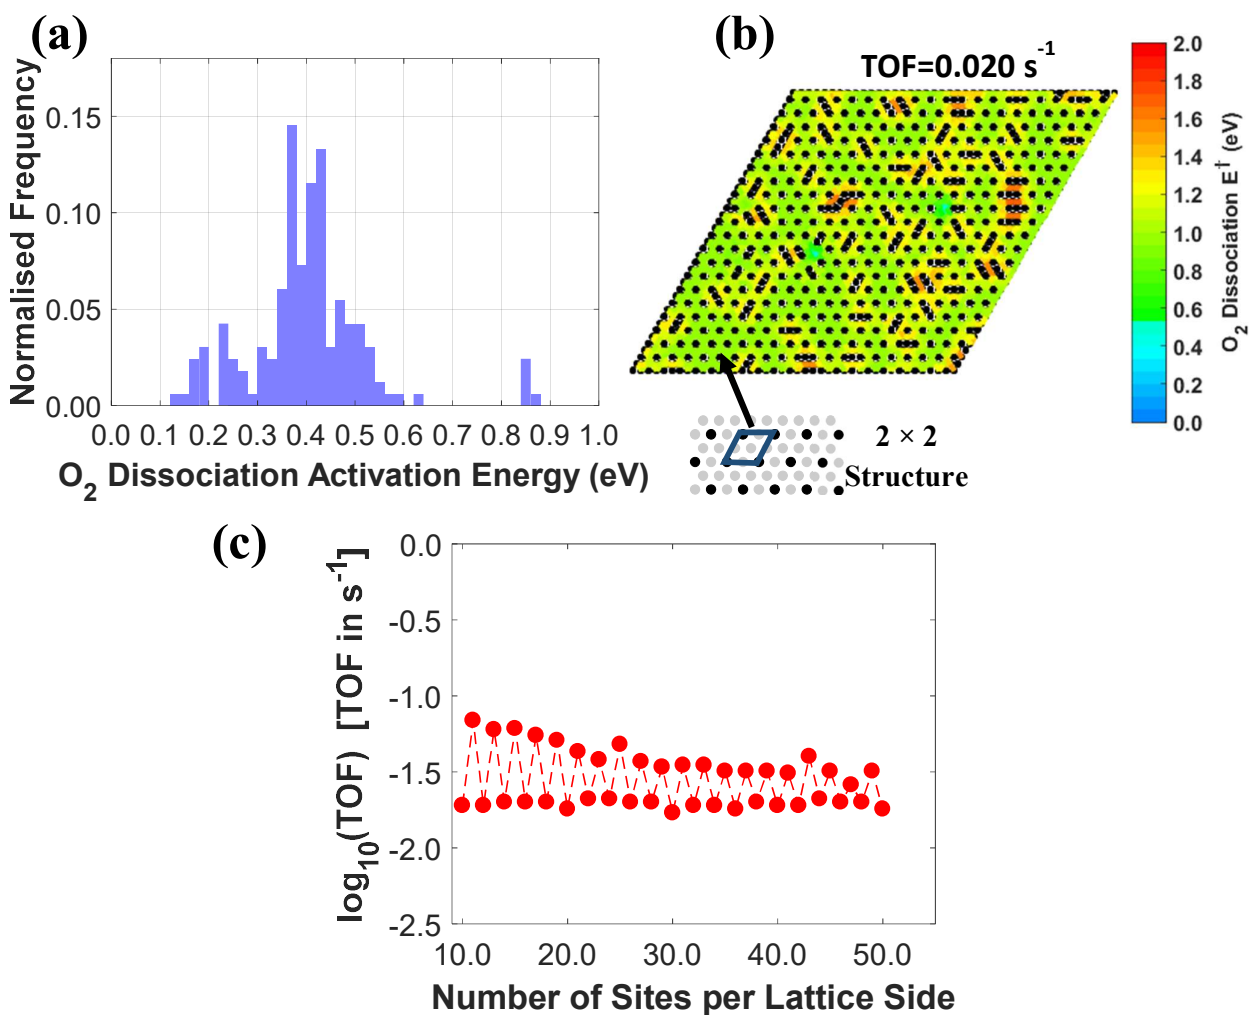 (a)
Normalised Frequency
0.15
0.10
0.05
0.00
0.0 0.1 0.2 0.3 0.4 0.5 0.6 0.7 0.8 0.9 1.0
O2 Dissociation Activation Energy (eV)
(b)
TOF=0.020 s-1
2.0
1.8
1.6
1.4
1.2
1.0
0.8
0.6
0.4
0.2
0.0
O2 Dissociation E† (eV)
2 × 2
Structure
(c)
log10(TOF) [TOF in s-1]
0.0
-0.5
-1.0
-1.5
-2.0
-2.5
10.0 20.0 30.0 40.0 50.0
Number of Sites per Lattice Side